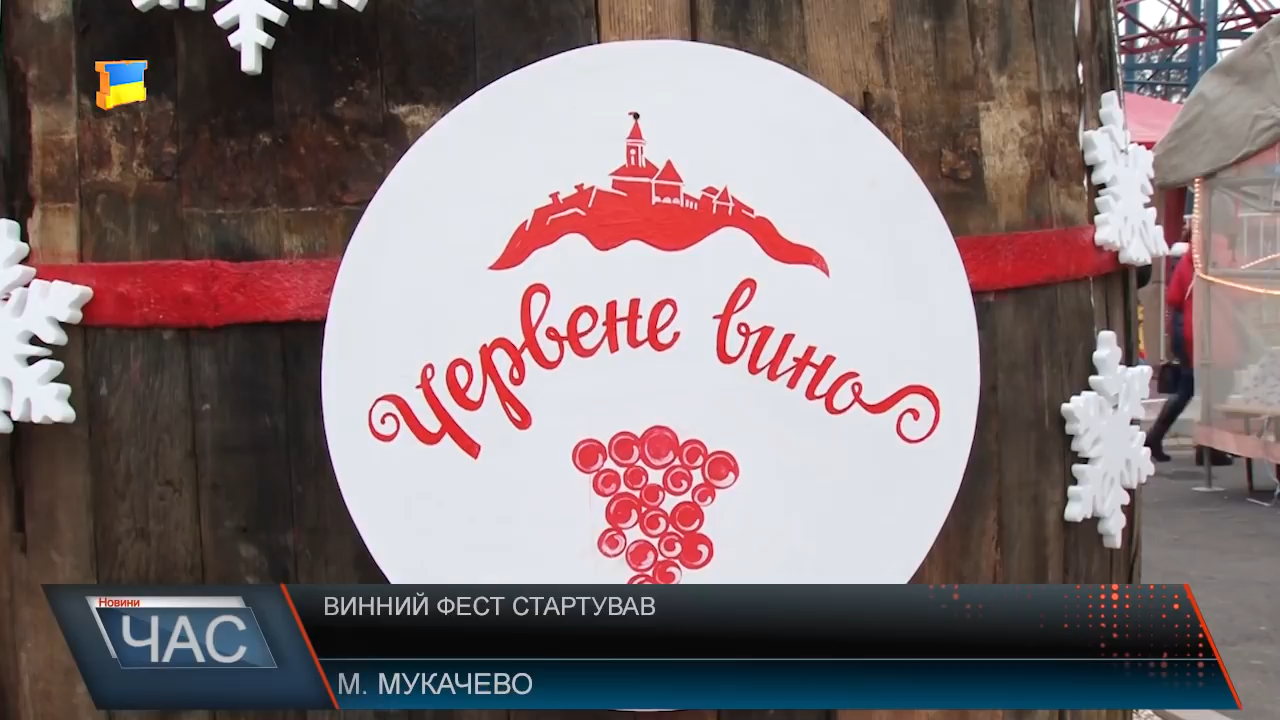 Червене вино
Новини
ЧАС
ВИННИЙ ФЕСТ СТАРТУВАВ
М. МУКАЧЕВО